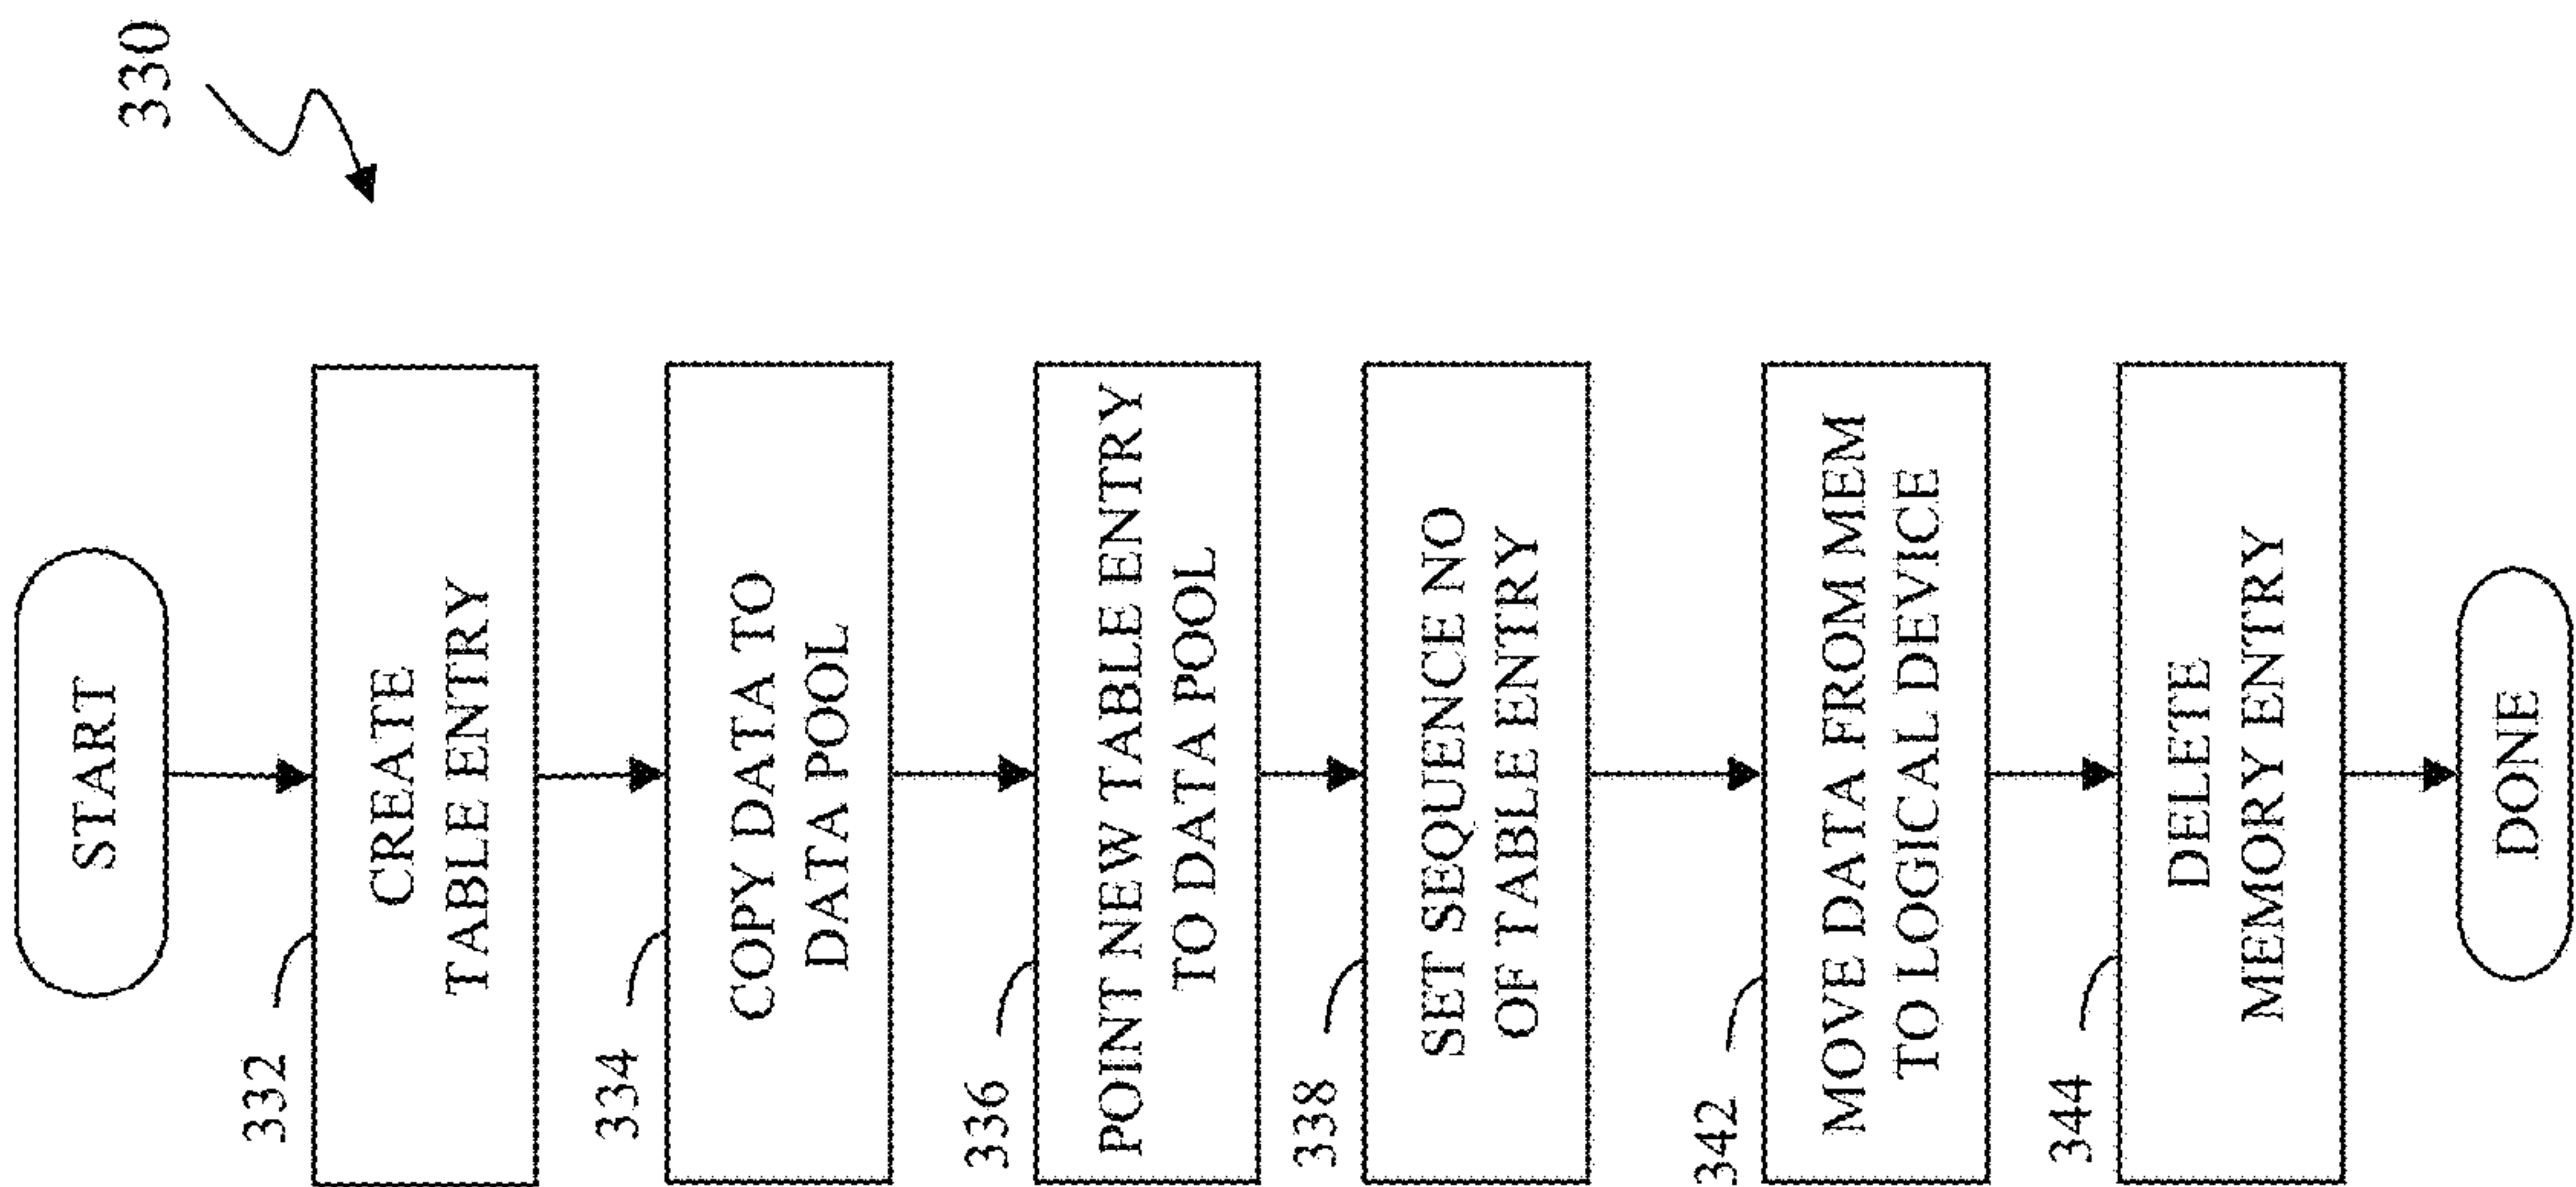 330
START
332
CREATE
TABLE ENTRY
334
COPY DATA TO
DATA POOL
336
POINT NEW TABLE ENTRY
TO DATA POOL
338
SET SEQUENCE NO
OF TABLE ENTRY
342
MOVE DATA FROM MEM
TO LOGICAL DEVICE
344
DELETE
MEMORY ENTRY
DONE